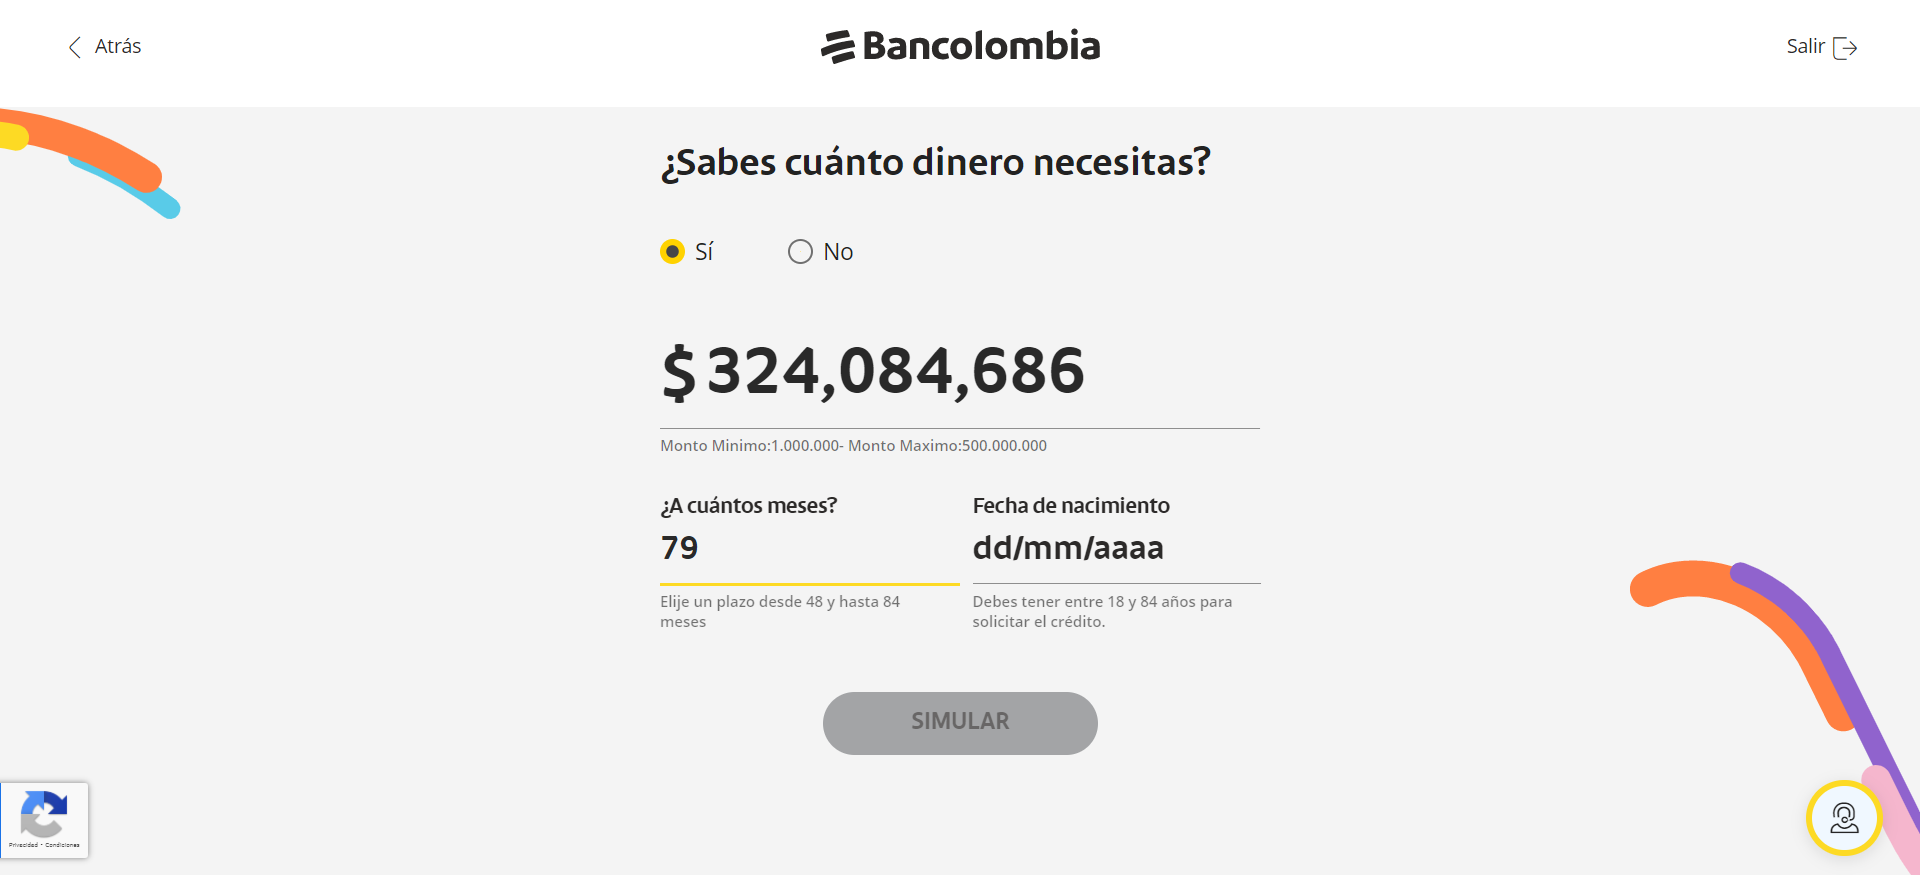 Atrás
Bancolombia
Salir
¿Sabes cuánto dinero necesitas?
Sí
No
$ 324,084,686
Monto Minimo:1.000.000- Monto Maximo:500.000.000
¿A cuántos meses?
79
Elije un plazo desde 48 y hasta 84
meses
Fecha de nacimiento
dd/mm/aaaa
Debes tener entre 18 y 84 años para
solicitar el crédito.
SIMULAR
Privacidad - Condiciones